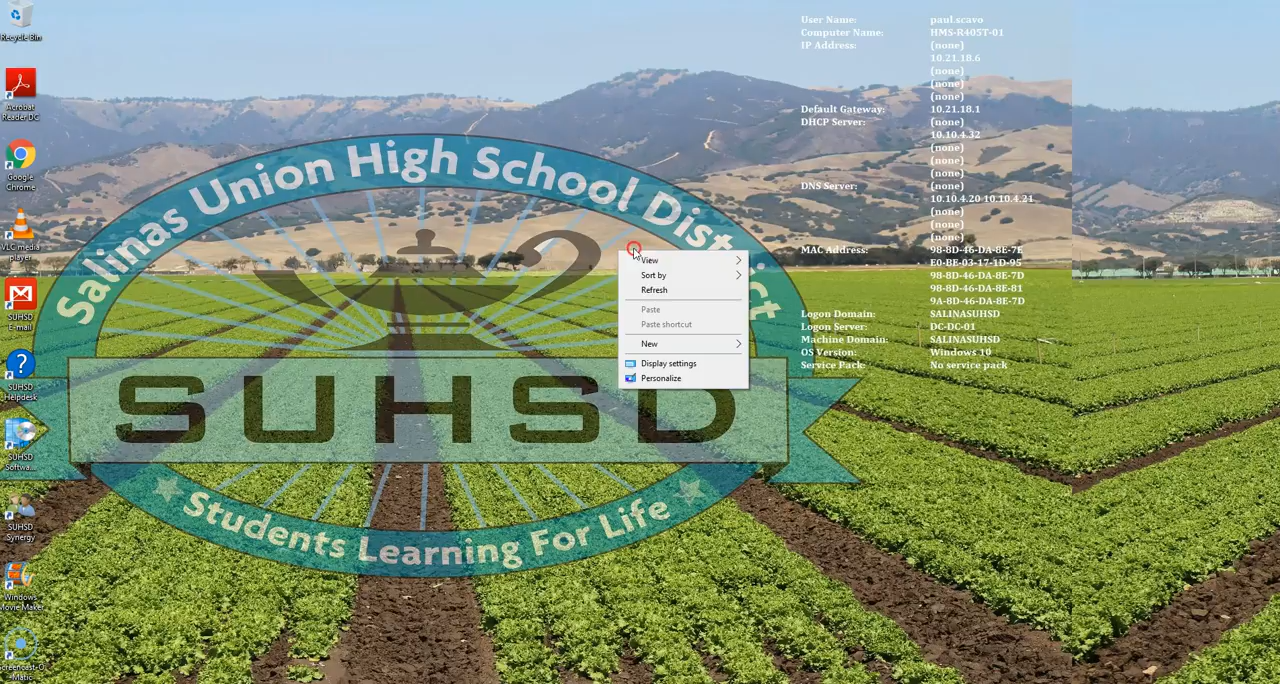 Recycle Bin
Acrobat
Reader DC
Google
Chrome
VLC media
player
SUHSD
E-mail
SUHSD
Helpdesk
SUHSD
Softwa...
SUHSD
Synergy
Windows
Movie Maker
Screencast-O
Matic
Salinas Union High School District
SUHSD
Students Learning For Life
View
Sort by
Refresh
Paste
Paste shortcut
New
Display settings
Personalize
User Name: paul.scavo
Computer Name: HMS-R405T-01
IP Address: (none)
10.21.18.6
(none)
(none)
(none)
Default Gateway: 10.21.18.1
DHCP Server: (none)
10.10.4.32
(none)
(none)
(none)
DNS Server: (none)
10.10.4.20 10.10.4.21
(none)
(none)
(none)
MAC Address: 98-8D-46-DA-8E-7E
E0-BE-03-17-1D-95
98-8D-46-DA-8E-7D
98-8D-46-DA-8E-81
9A-8D-46-DA-8E-7D
Logon Domain: SALINASUHSD
Logon Server: DC-DC-01
Machine Domain: SALINASUHSD
OS Version: Windows 10
Service Pack: No service pack